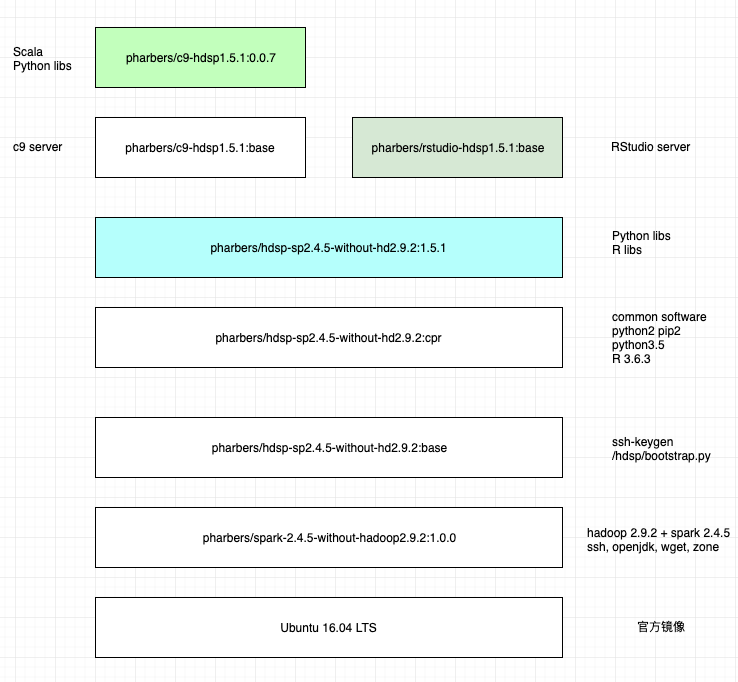 Scala
Python libs
pharbers/c9-hdsp1.5.1:0.0.7
c9 server
pharbers/c9-hdsp1.5.1:base
pharbers/rstudio-hdsp1.5.1:base
RStudio server
pharbers/hdsp-sp2.4.5-without-hd2.9.2:1.5.1
Python libs
R libs
pharbers/hdsp-sp2.4.5-without-hd2.9.2:cpr
common software
python2 pip2
python3.5
R 3.6.3
pharbers/hdsp-sp2.4.5-without-hd2.9.2:base
ssh-keygen
/hdsp/bootstrap.py
pharbers/spark-2.4.5-without-hadoop2.9.2:1.0.0
hadoop 2.9.2 + spark 2.4.5
ssh, openjdk, wget, zone
Ubuntu 16.04 LTS
官方镜像